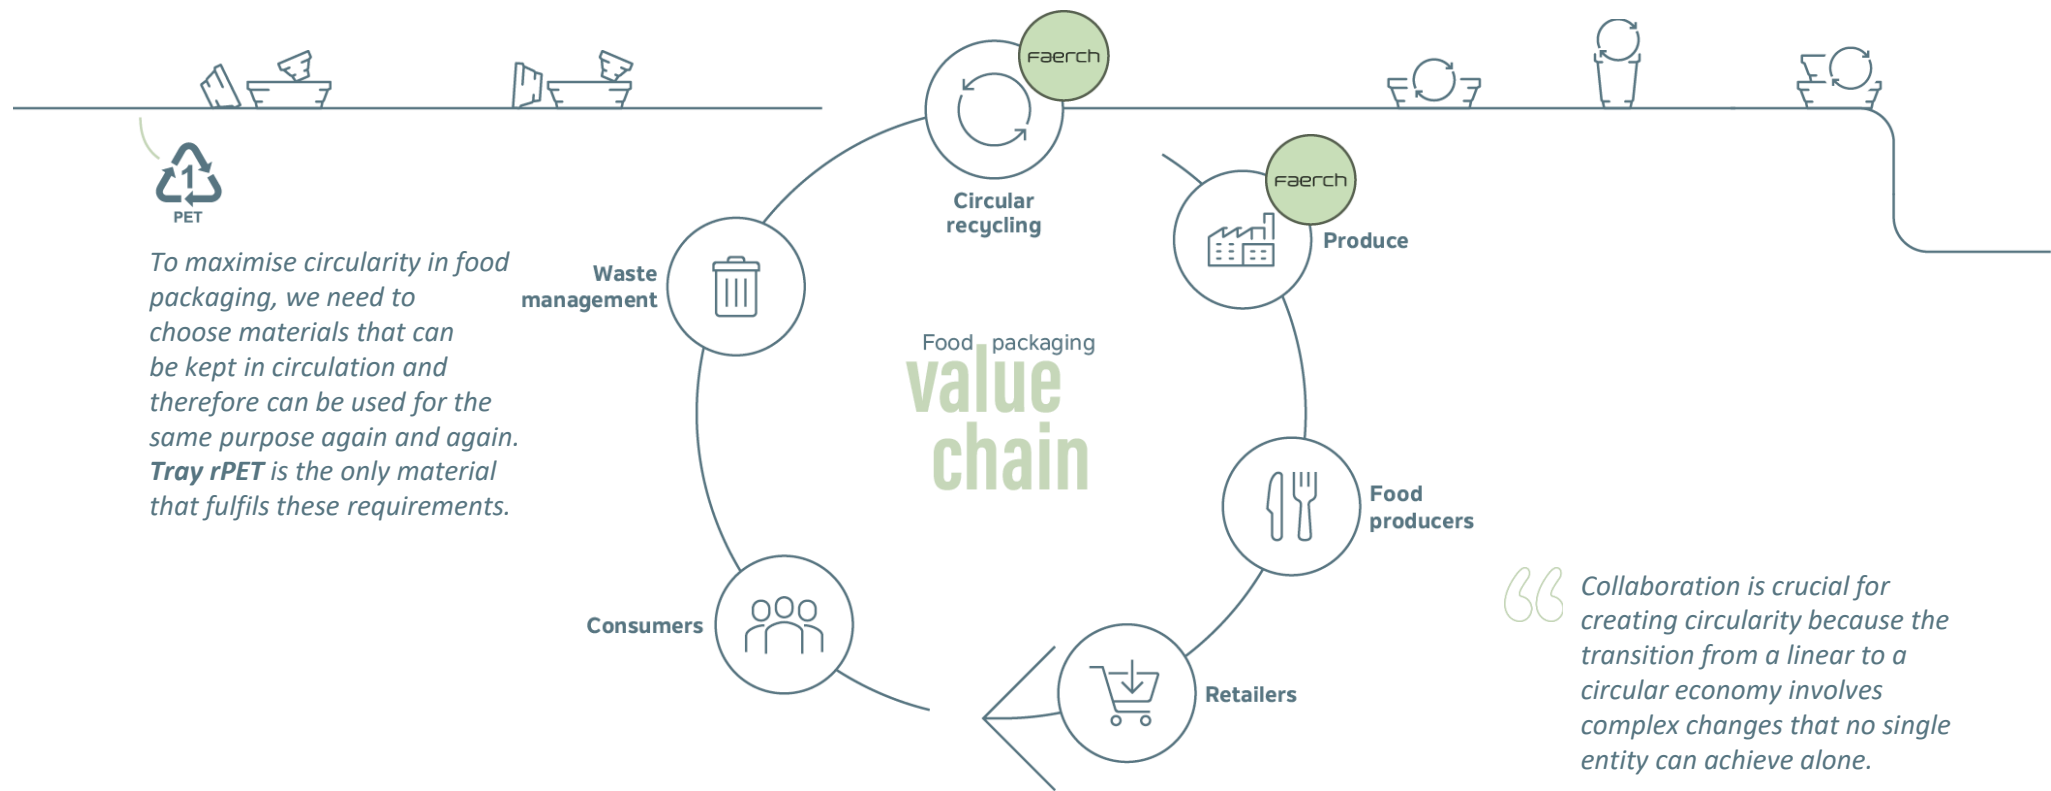 Faerch
Faerch
Circular
recycling
Produce
1
PET
To maximise circularity in food
packaging, we need to
choose materials that can
be kept in circulation and
therefore can be used for the
same purpose again and again.
Tray rPET is the only material
that fulfils these requirements.
Waste
management
Food packaging
value
chain
Food
producers
Consumers
Retailers
“
Collaboration is crucial for
creating circularity because the
transition from a linear to a
circular economy involves
complex changes that no single
entity can achieve alone.